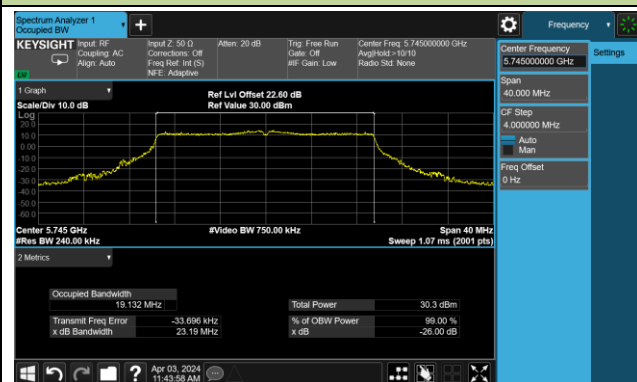 Spectrum Analyzer 1
Occupied BW
+
Frequency
KEYSIGHT
Input: RF
Coupling: AC
Align: Auto
Input Z: 50 Ω
Corrections: Off
Freq Ref: Int (S)
NFE: Adaptive
Atten: 20 dB
Trig: Free Run
Gate: Off
#IF Gain: Low
Center Freq: 5.745000000 GHz
Avg|Hold:>10/10
Radio Std: None
Center Frequency
5.745000000 GHz
Settings
Span
40.000 MHz
CF Step
4.000000 MHz
Auto
Man
Freq Offset
0 Hz
1 Graph
Scale/Div 10.0 dB
Ref Lvl Offset 22.60 dB
Ref Value 30.00 dBm
Log
20.0
10.0
0.00
-10.0
-20.0
-30.0
-40.0
-50.0
-60.0
Center 5.745 GHz
#Video BW 750.00 kHz
Span 40 MHz
#Res BW 240.00 kHz
Sweep 1.07 ms (2001 pts)
2 Metrics
Occupied Bandwidth
19.132 MHz
Total Power 30.3 dBm
Transmit Freq Error -33.696 kHz
% of OBW Power 99.00 %
x dB Bandwidth 23.19 MHz
x dB -26.00 dB
?
Apr 03, 2024
11:43:58 AM